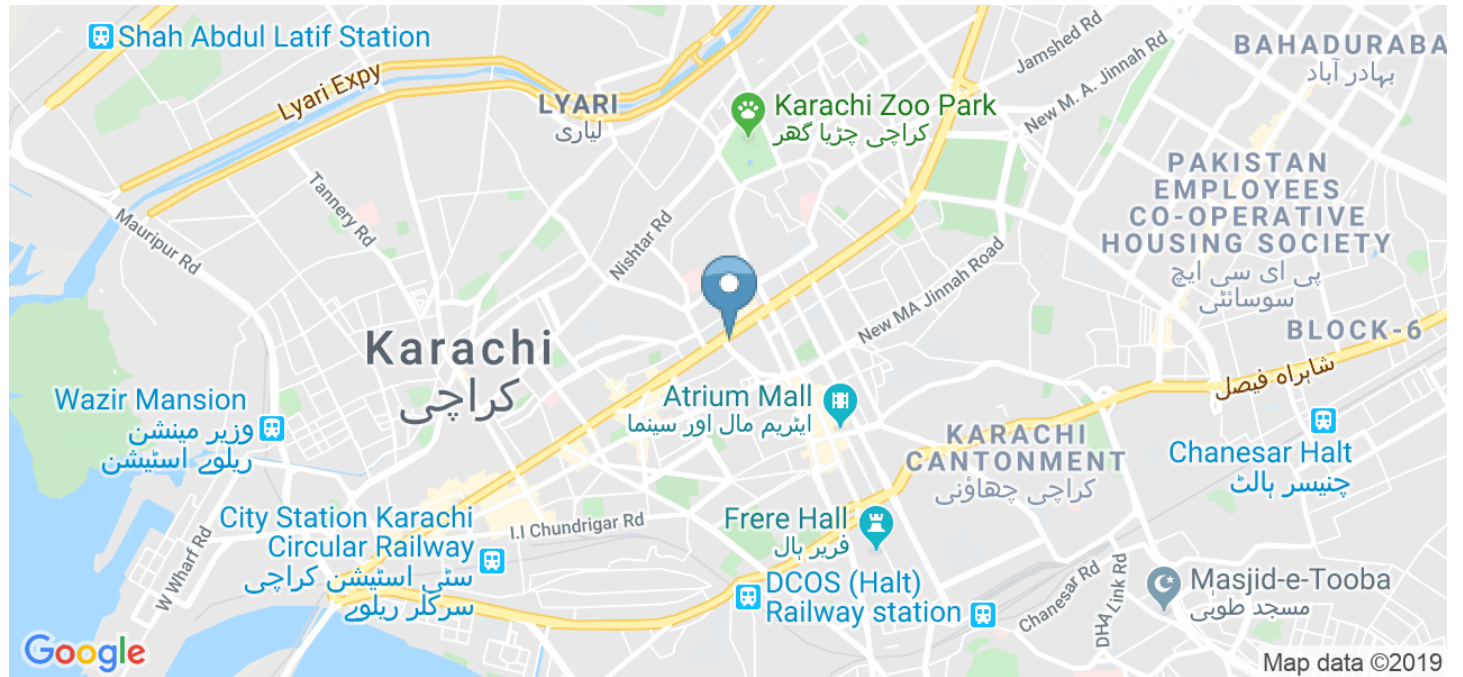 Shah Abdul Latif Station
Lyari Expy
LYARI
لیاری
Karachi Zoo Park
کراچی چڑیا گھر
Jamshed Rd
New M. A. Jinnah Rd
BAHADURABA
بہادر آباد
PAKISTAN
EMPLOYEES
CO-OPERATIVE
HOUSING SOCIETY
پی ای سی ایچ
سوسائٹی
Tannery Rd
Mauripur Rd
Nishtar Rd
New MA Jinnah Road
BLOCK-6
شاہراہ فیصل
Karachi
کراچی
Wazir Mansion
وزیر مینشن
ریلوے اسٹیشن
Atrium Mall
ایٹریم مال اور سینما
KARACHI
CANTONMENT
کراچی چھاؤنی
Chanesar Halt
چنیسر ہالٹ
City Station Karachi
Circular Railway
سٹی اسٹیشن کراچی
سرکلر ریلوے
I.I Chundrigar Rd
Frere Hall
فریر ہال
W Wharf Rd
DCOS (Halt)
Railway station
Chanesar Rd
DHA Link Rd
Masjid-e-Tooba
مسجد طوبی
Google
Map data ©2019